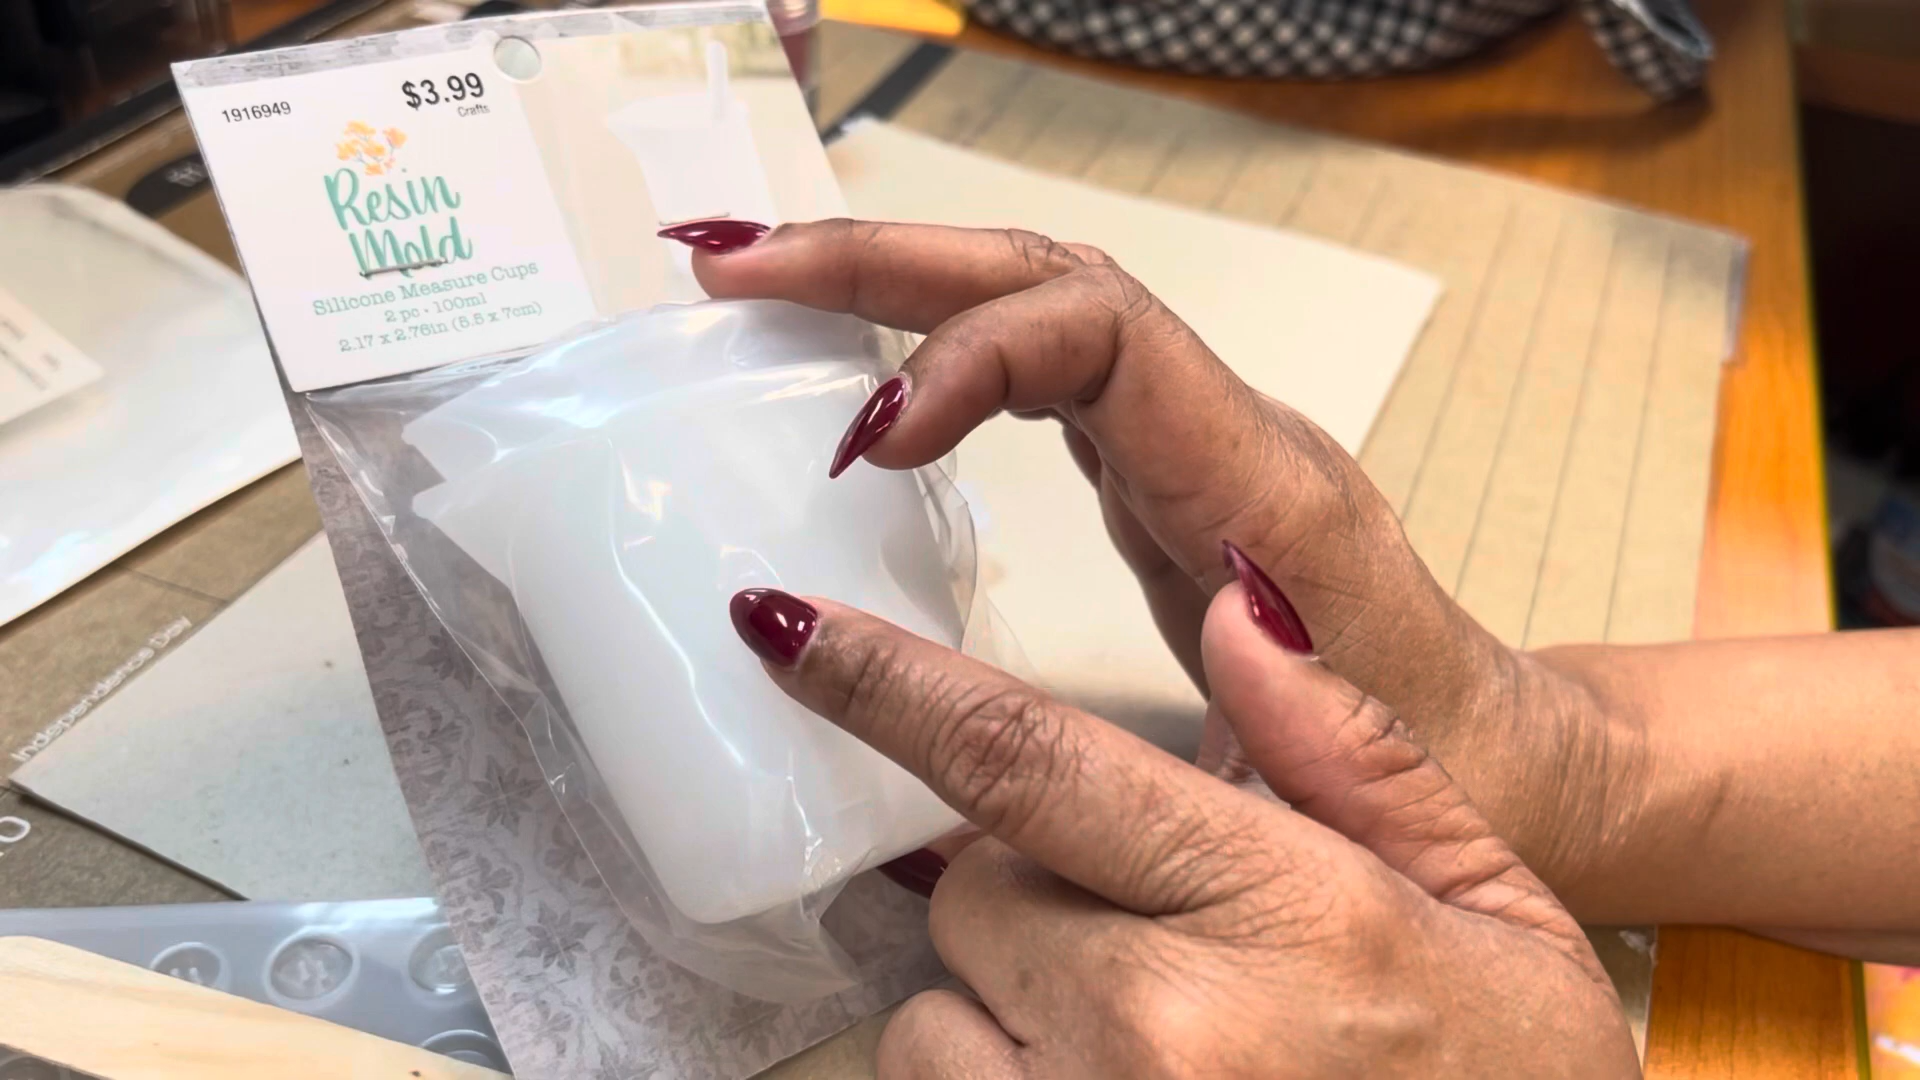 1916949
$3.99
Crafts
Resin
Mold
Silicone Measure Cups
2 pc • 100ml
2.17 x 2.76in (5.5 x 7cm)
Independence Day